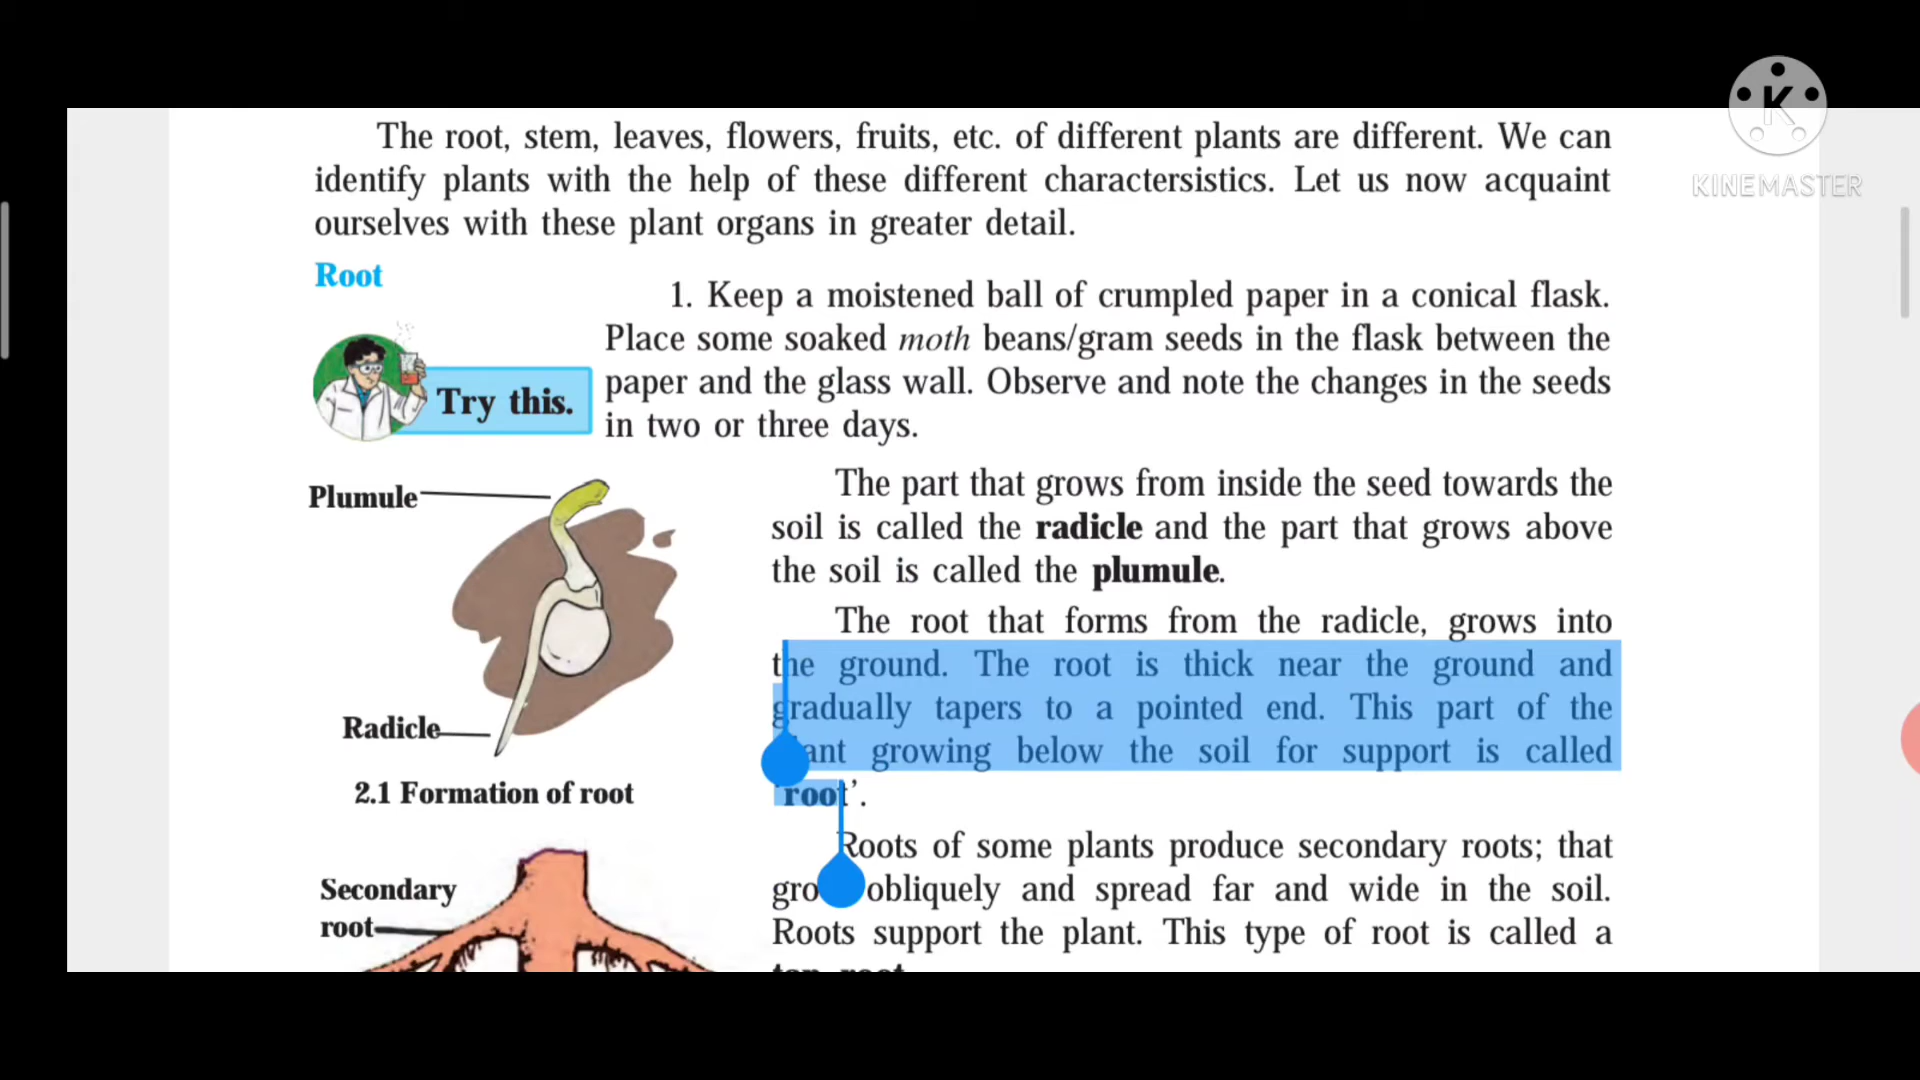 The root, stem, leaves, flowers, fruits, etc. of different plants are different. We can
identify plants with the help of these different charactersistics. Let us now acquaint
ourselves with these plant organs in greater detail.
K
KINEMASTER
Root
1. Keep a moistened ball of crumpled paper in a conical flask.
Place some soaked moth beans/gram seeds in the flask between the
paper and the glass wall. Observe and note the changes in the seeds
in two or three days.
Try this.
Plumule
Radicle
2.1 Formation of root
The part that grows from inside the seed towards the
soil is called the radicle and the part that grows above
the soil is called the plumule.
The root that forms from the radicle, grows into
the ground. The root is thick near the ground and
gradually tapers to a pointed end. This part of the
plant growing below the soil for support is called
'root'.
Secondary
root
Roots of some plants produce secondary roots; that
grow obliquely and spread far and wide in the soil.
Roots support the plant. This type of root is called a
tap root